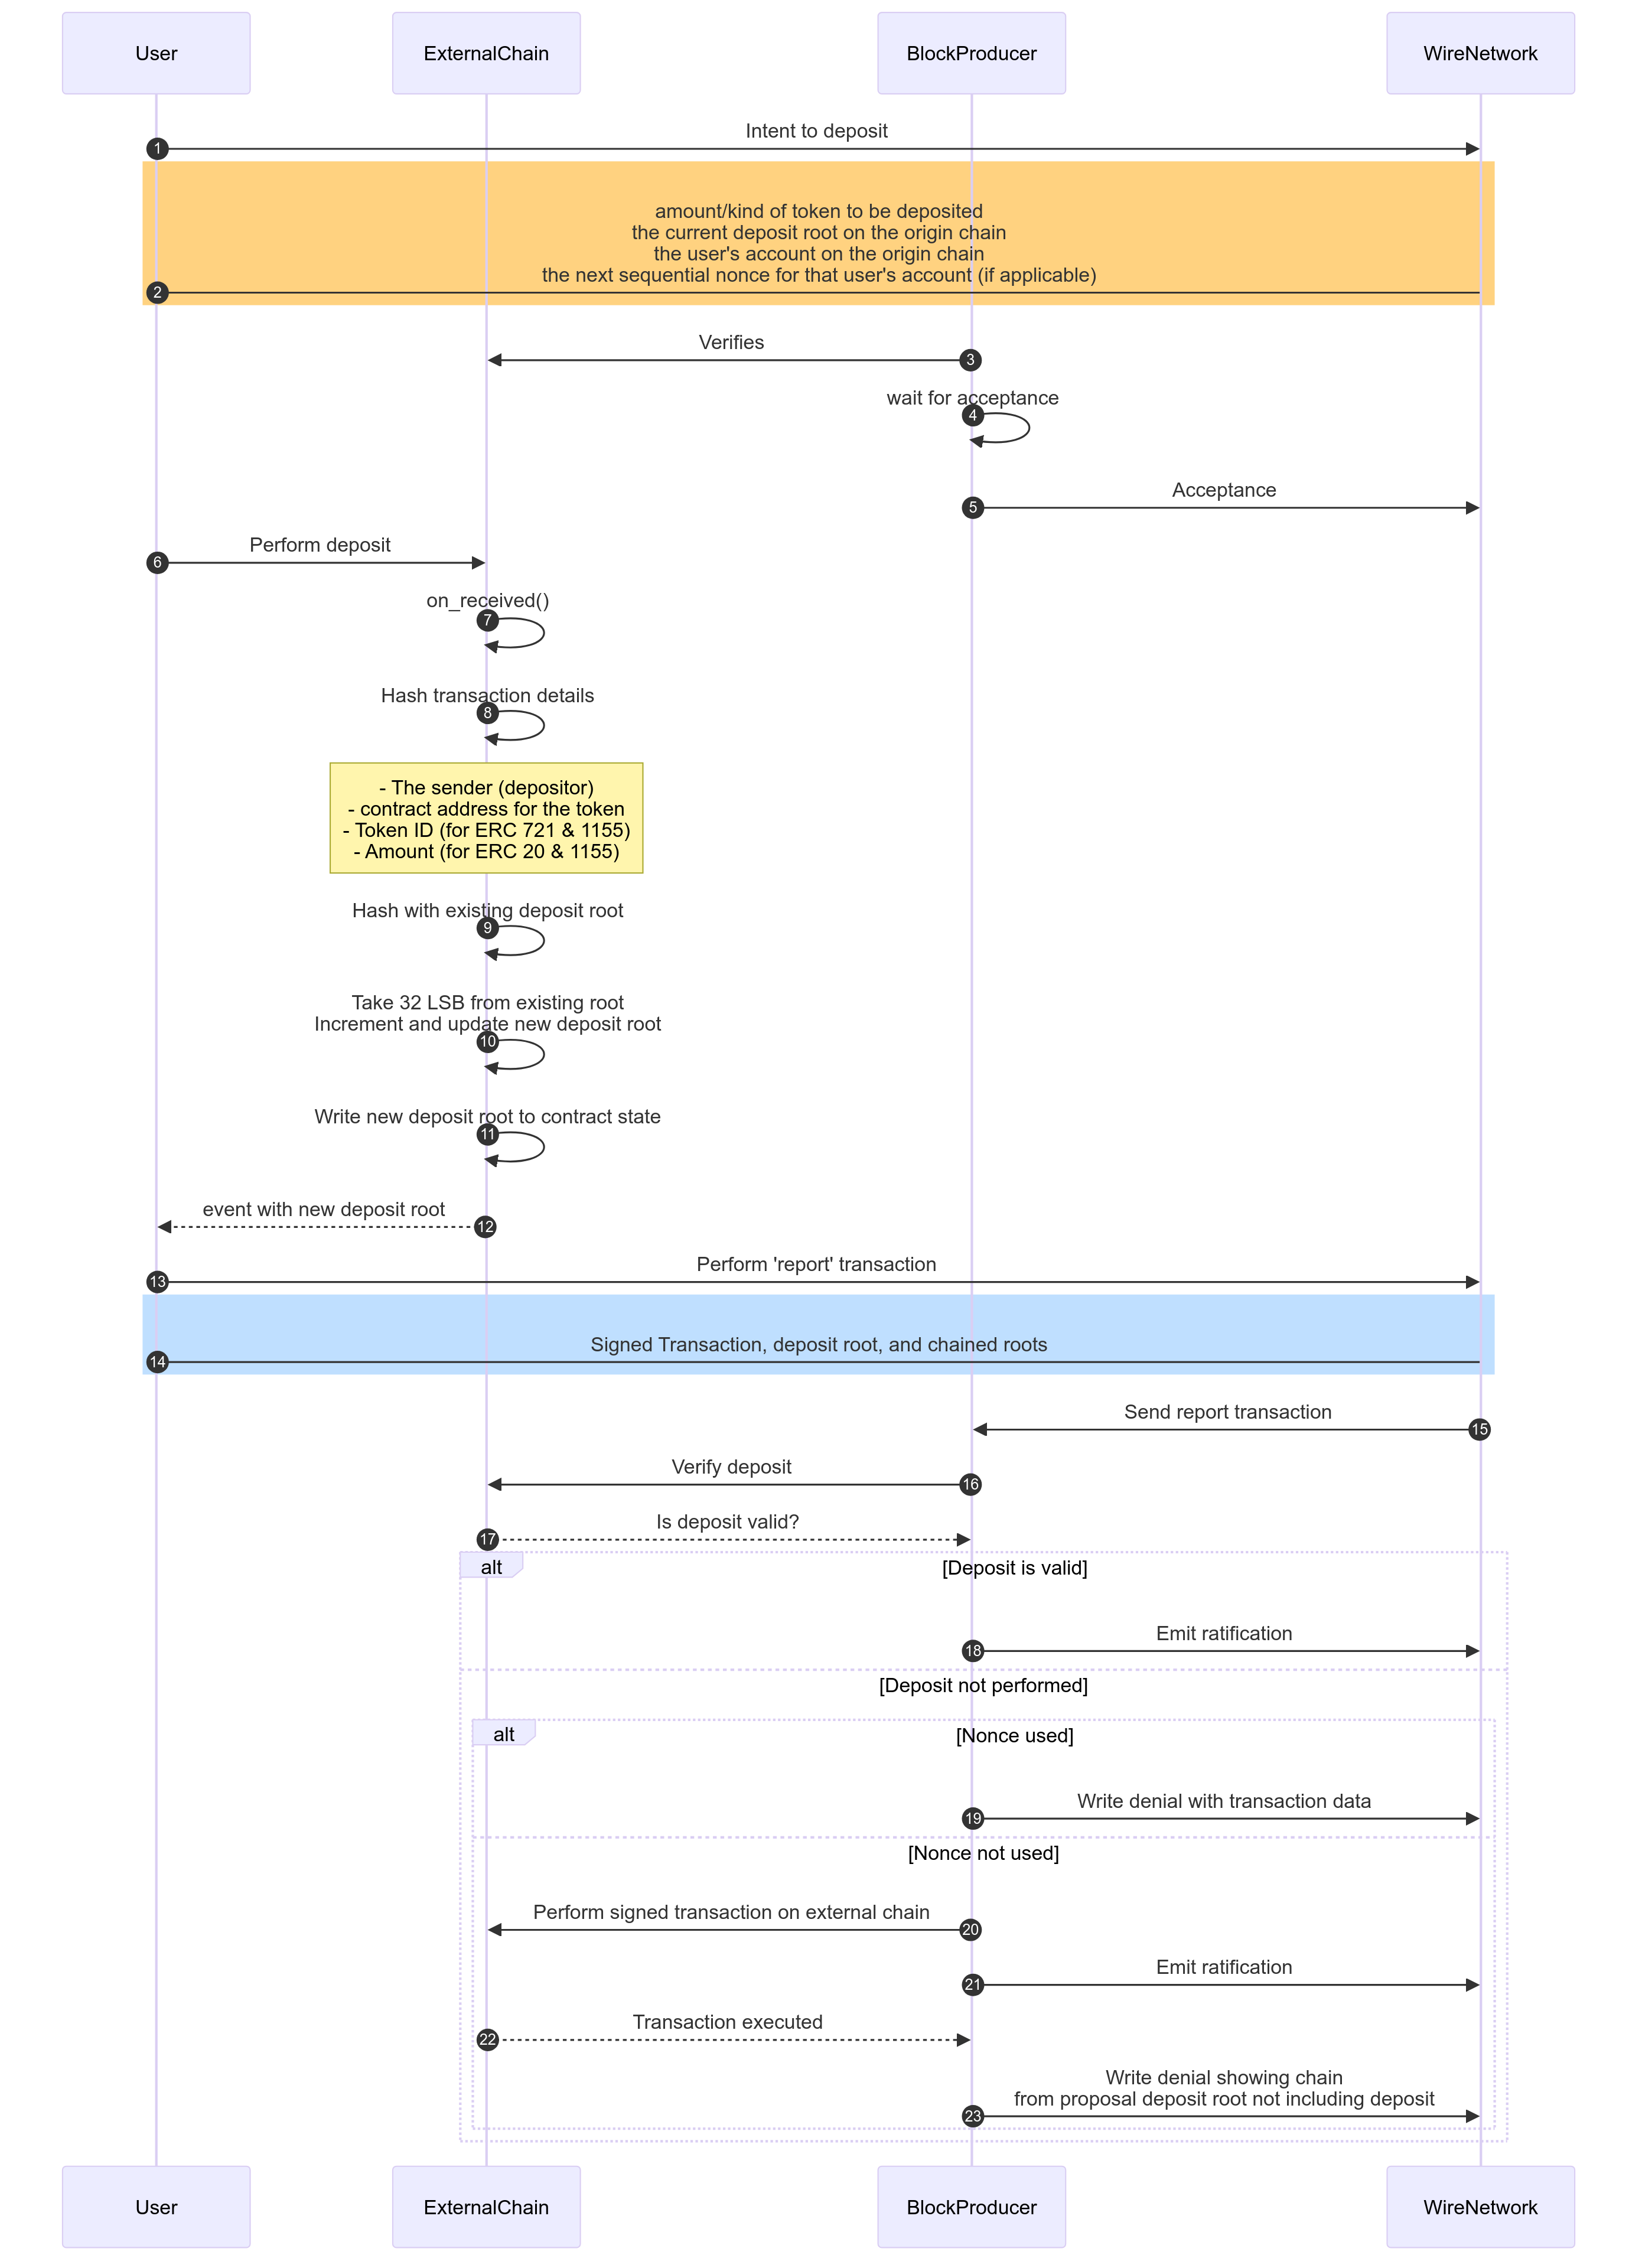 User
ExternalChain
BlockProducer
WireNetwork
Intent to deposit
1
amount/kind of token to be deposited
the current deposit root on the origin chain
the user's account on the origin chain
the next sequential nonce for that user's account (if applicable)
2
Verifies
3
wait for acceptance
4
Acceptance
5
Perform deposit
6
on_received()
7
Hash transaction details
8
- The sender (depositor)
- contract address for the token
- Token ID (for ERC 721 & 1155)
- Amount (for ERC 20 & 1155)
Hash with existing deposit root
9
Take 32 LSB from existing root
Increment and update new deposit root
10
Write new deposit root to contract state
11
event with new deposit root
12
Perform 'report' transaction
13
Signed Transaction, deposit root, and chained roots
14
Send report transaction
15
Verify deposit
16
Is deposit valid?
17
alt
[Deposit is valid]
Emit ratification
18
[Deposit not performed]
alt
[Nonce used]
Write denial with transaction data
19
[Nonce not used]
Perform signed transaction on external chain
20
Emit ratification
21
Transaction executed
22
Write denial showing chain
from proposal deposit root not including deposit
23
User
ExternalChain
BlockProducer
WireNetwork